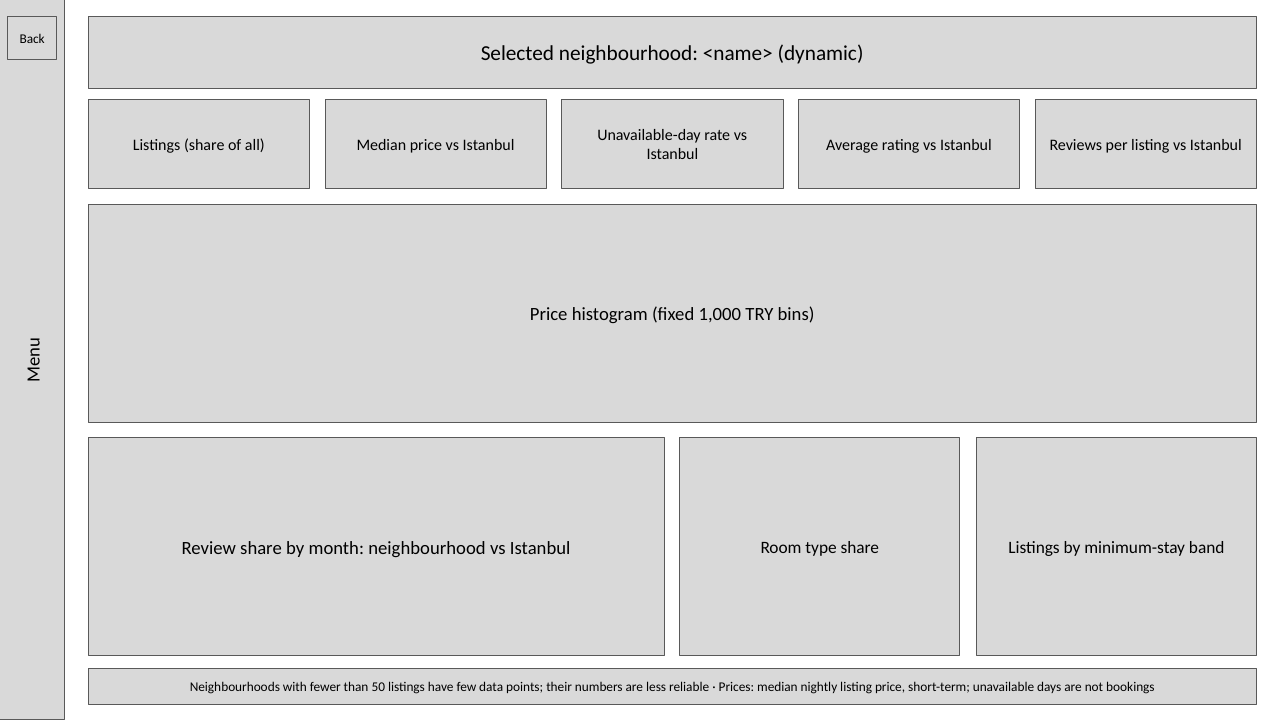 Back
Menu
Selected neighbourhood: <name> (dynamic)
Listings (share of all)
Median price vs Istanbul
Unavailable-day rate vs
Istanbul
Average rating vs Istanbul
Reviews per listing vs Istanbul
Price histogram (fixed 1,000 TRY bins)
Review share by month: neighbourhood vs Istanbul
Room type share
Listings by minimum-stay band
Neighbourhoods with fewer than 50 listings have few data points; their numbers are less reliable · Prices: median nightly listing price, short-term; unavailable days are not bookings